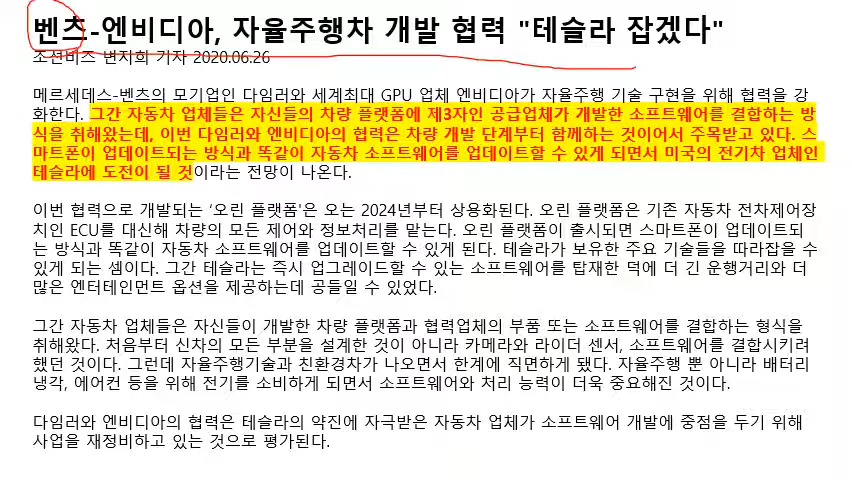 벤츠-엔비디아, 자율주행차 개발 협력 "테슬라 잡겠다"
조선비즈 변지희 기자 2020.06.26
메르세데스-벤츠의 모기업인 다임러와 세계최대 GPU 업체 엔비디아가 자율주행 기술 구현을 위해 협력을 강
화한다. 그간 자동차 업체들은 자신들의 차량 플랫폼에 제3자인 공급업체가 개발한 소프트웨어를 결합하는 방
식을 취해왔는데, 이번 다임러와 엔비디아의 협력은 차량 개발 단계부터 함께하는 것이어서 주목받고 있다. 스
마트폰이 업데이트되는 방식과 똑같이 자동차 소프트웨어를 업데이트할 수 있게 되면서 미국의 전기차 업체인
테슬라에 도전이 될 것이라는 전망이 나온다.
이번 협력으로 개발되는 '오린 플랫폼'은 오는 2024년부터 상용화된다. 오린 플랫폼은 기존 자동차 전차제어장
치인 ECU를 대신해 차량의 모든 제어와 정보처리를 맡는다. 오린 플랫폼이 출시되면 스마트폰이 업데이트되
는 방식과 똑같이 자동차 소프트웨어를 업데이트할 수 있게 된다. 테슬라가 보유한 주요 기술들을 따라잡을 수
있게 되는 셈이다. 그간 테슬라는 즉시 업그레이드할 수 있는 소프트웨어를 탑재한 덕에 더 긴 운행거리와 더
많은 엔터테인먼트 옵션을 제공하는데 공들일 수 있었다.
그간 자동차 업체들은 자신들이 개발한 차량 플랫폼과 협력업체의 부품 또는 소프트웨어를 결합하는 형식을
취해왔다. 처음부터 신차의 모든 부분을 설계한 것이 아니라 카메라와 라이더 센서, 소프트웨어를 결합시키려
했던 것이다. 그런데 자율주행기술과 친환경차가 나오면서 한계에 직면하게 됐다. 자율주행 뿐 아니라 배터리
냉각, 에어컨 등을 위해 전기를 소비하게 되면서 소프트웨어와 처리 능력이 더욱 중요해진 것이다.
다임러와 엔비디아의 협력은 테슬라의 약진에 자극받은 자동차 업체가 소프트웨어 개발에 중점을 두기 위해
사업을 재정비하고 있는 것으로 평가된다.